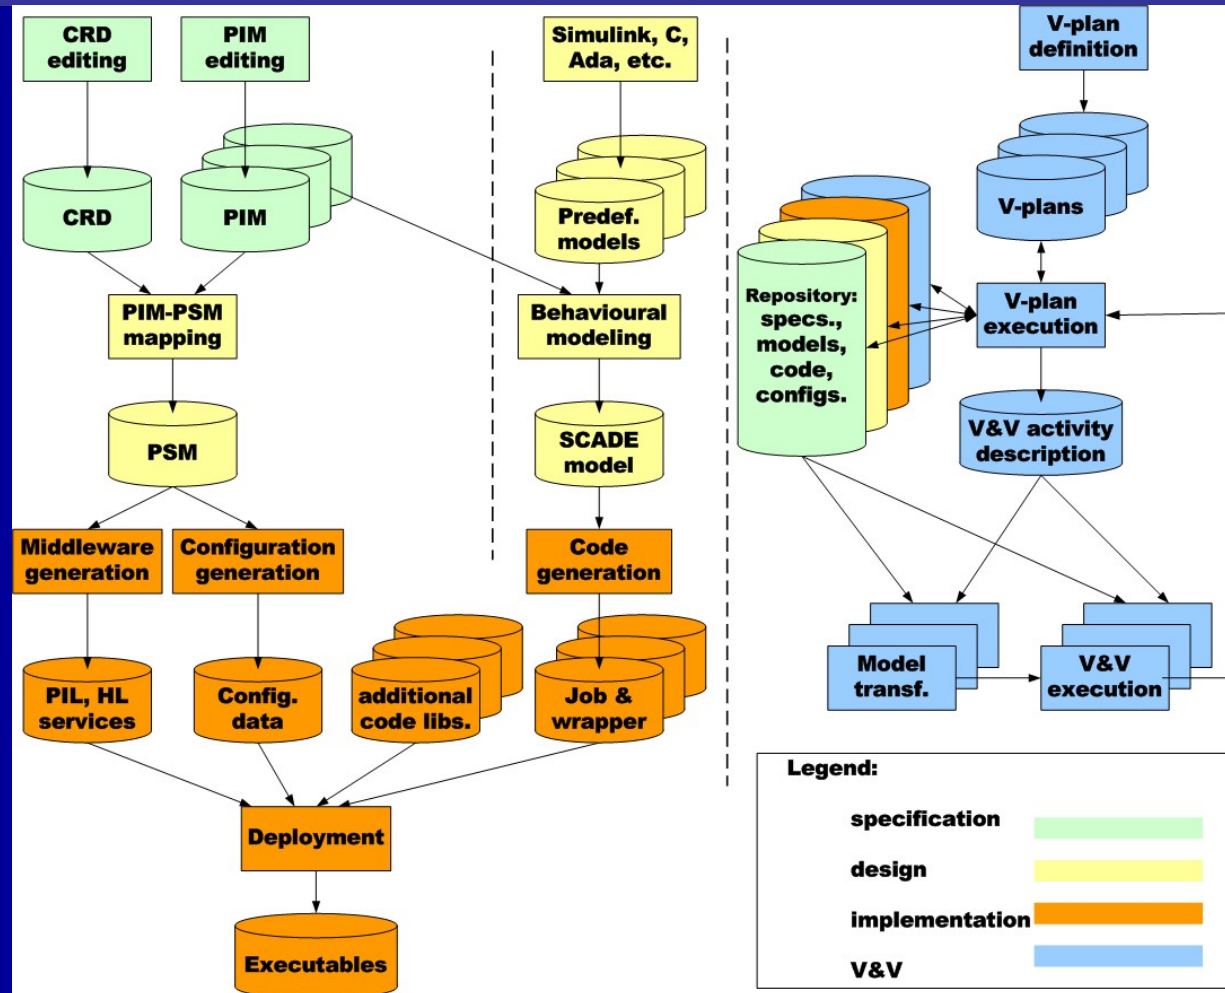 CRD
editing
PIM
editing
Simulink, C,
Ada, etc.
V-plan
definition
CRD
PIM
Predef.
models
V-plans
PIM-PSM
mapping
Behavioural
modeling
Repository:
specs.,
models,
code,
configs.
V-plan
execution
PSM
SCADE
model
V&V activity
description
Middleware
generation
Configuration
generation
Code
generation
PIL, HL
services
Config.
data
additional
code libs.
Job &
wrapper
Model
transf.
V&V
execution
Deployment
Executables
Legend:
specification
design
implementation
V&V